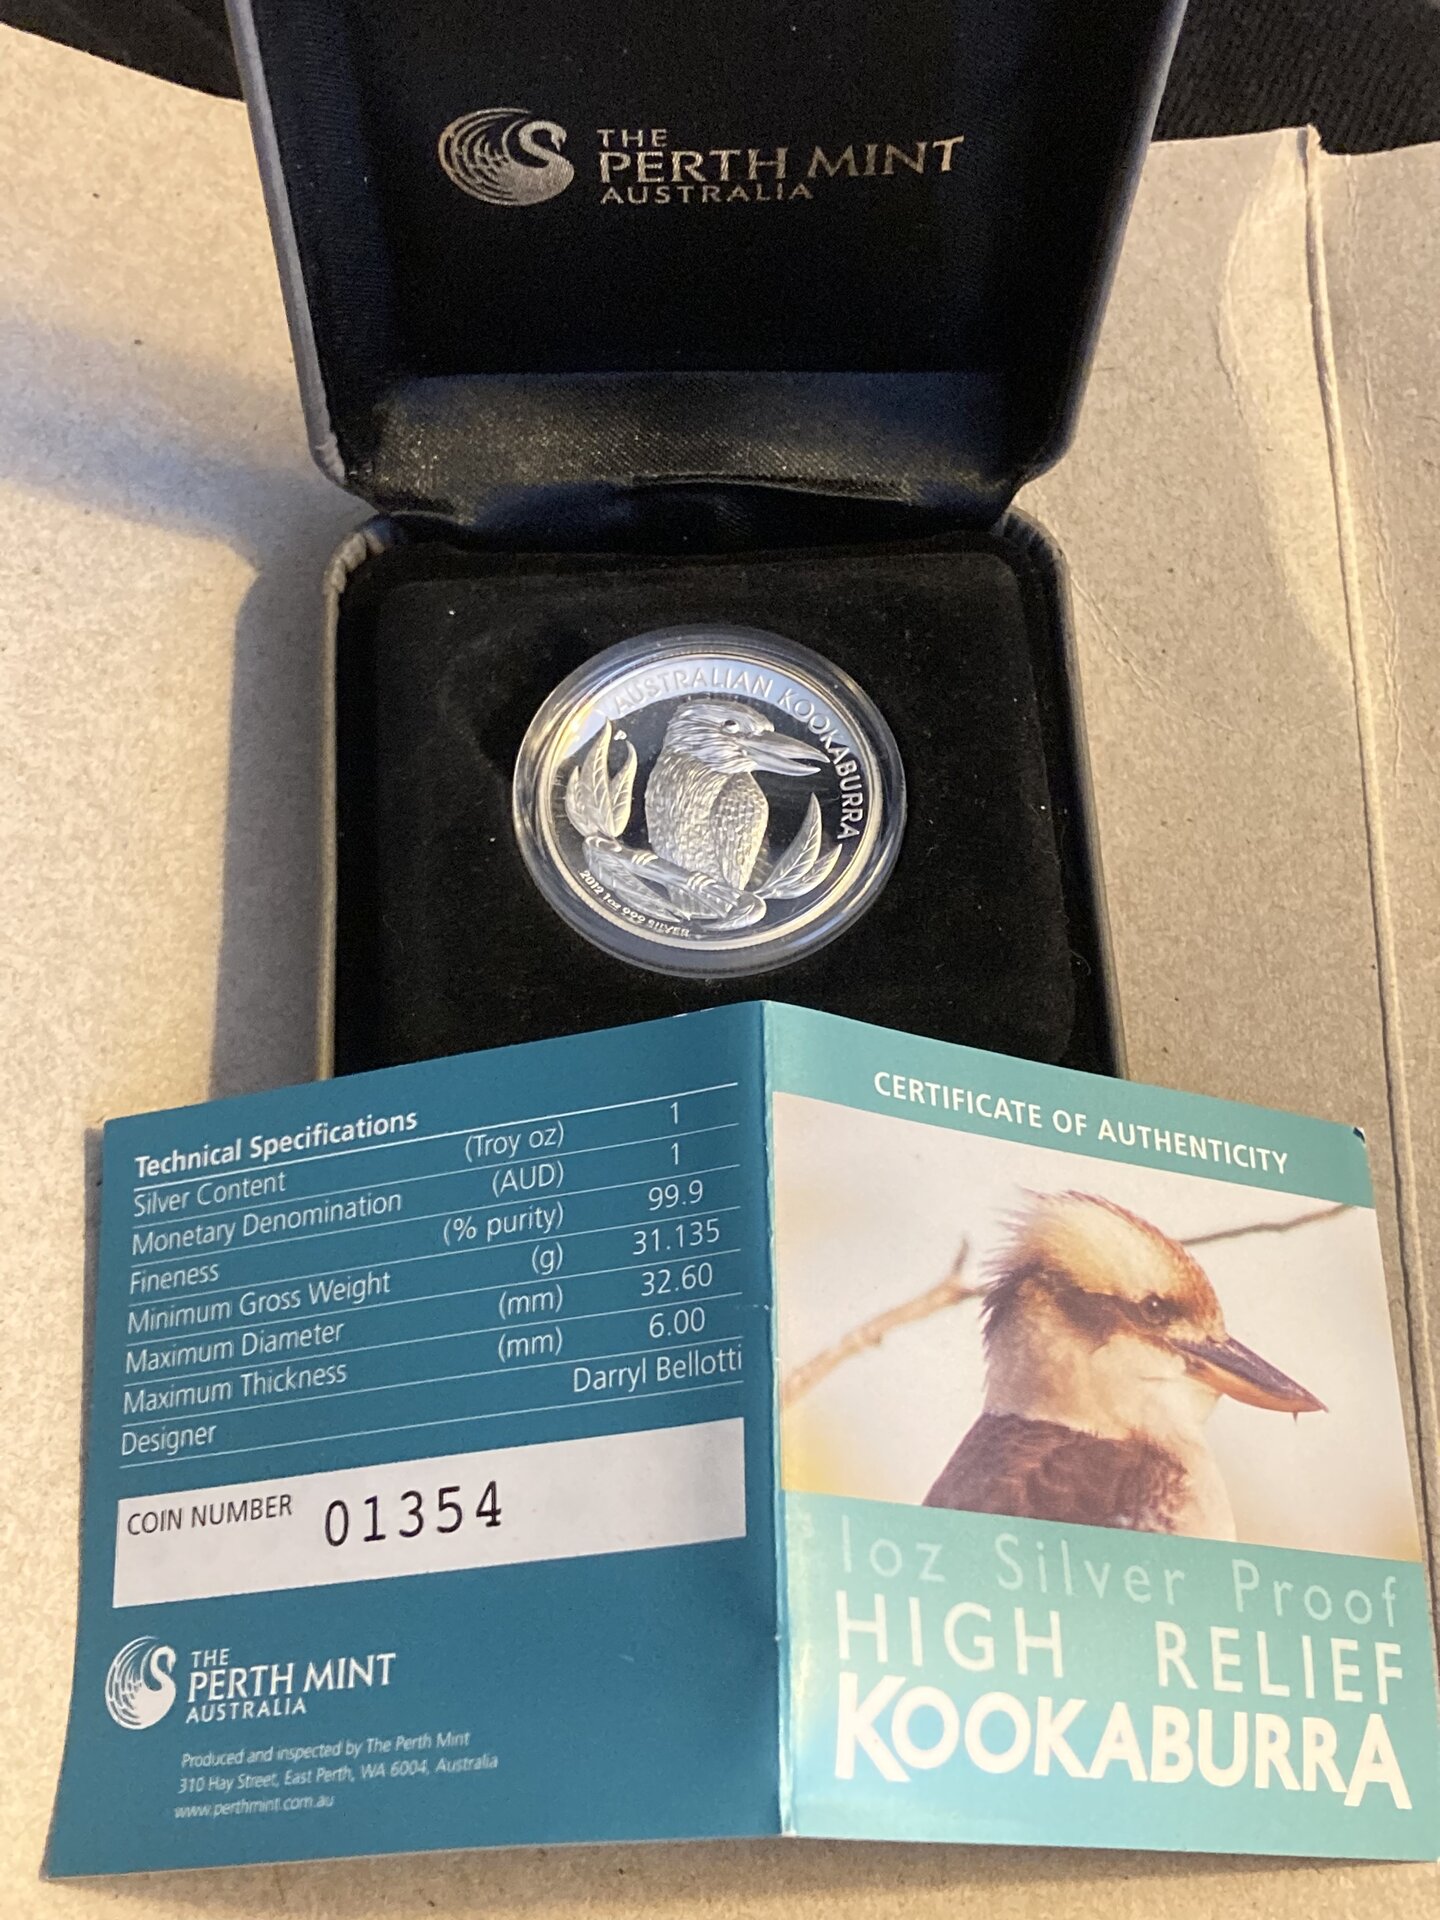 THE
PERTH MINT
AUSTRALIA
AUSTRALIAN KOOKABURRA
P
2012 1oz 999 SILVER
Technical Specifications
Silver Content (Troy oz) 1
Monetary Denomination (AUD) 1
Fineness (% purity) 99.9
Minimum Gross Weight (g) 31.135
Maximum Diameter (mm) 32.60
Maximum Thickness (mm) 6.00
Designer Darryl Bellotti
COIN NUMBER 01354
THE
PERTH MINT
AUSTRALIA
Produced and inspected by The Perth Mint
310 Hay Street, East Perth, WA 6004, Australia
www.perthmint.com.au
CERTIFICATE OF AUTHENTICITY
1oz Silver Proof
HIGH RELIEF
KOOKABURRA